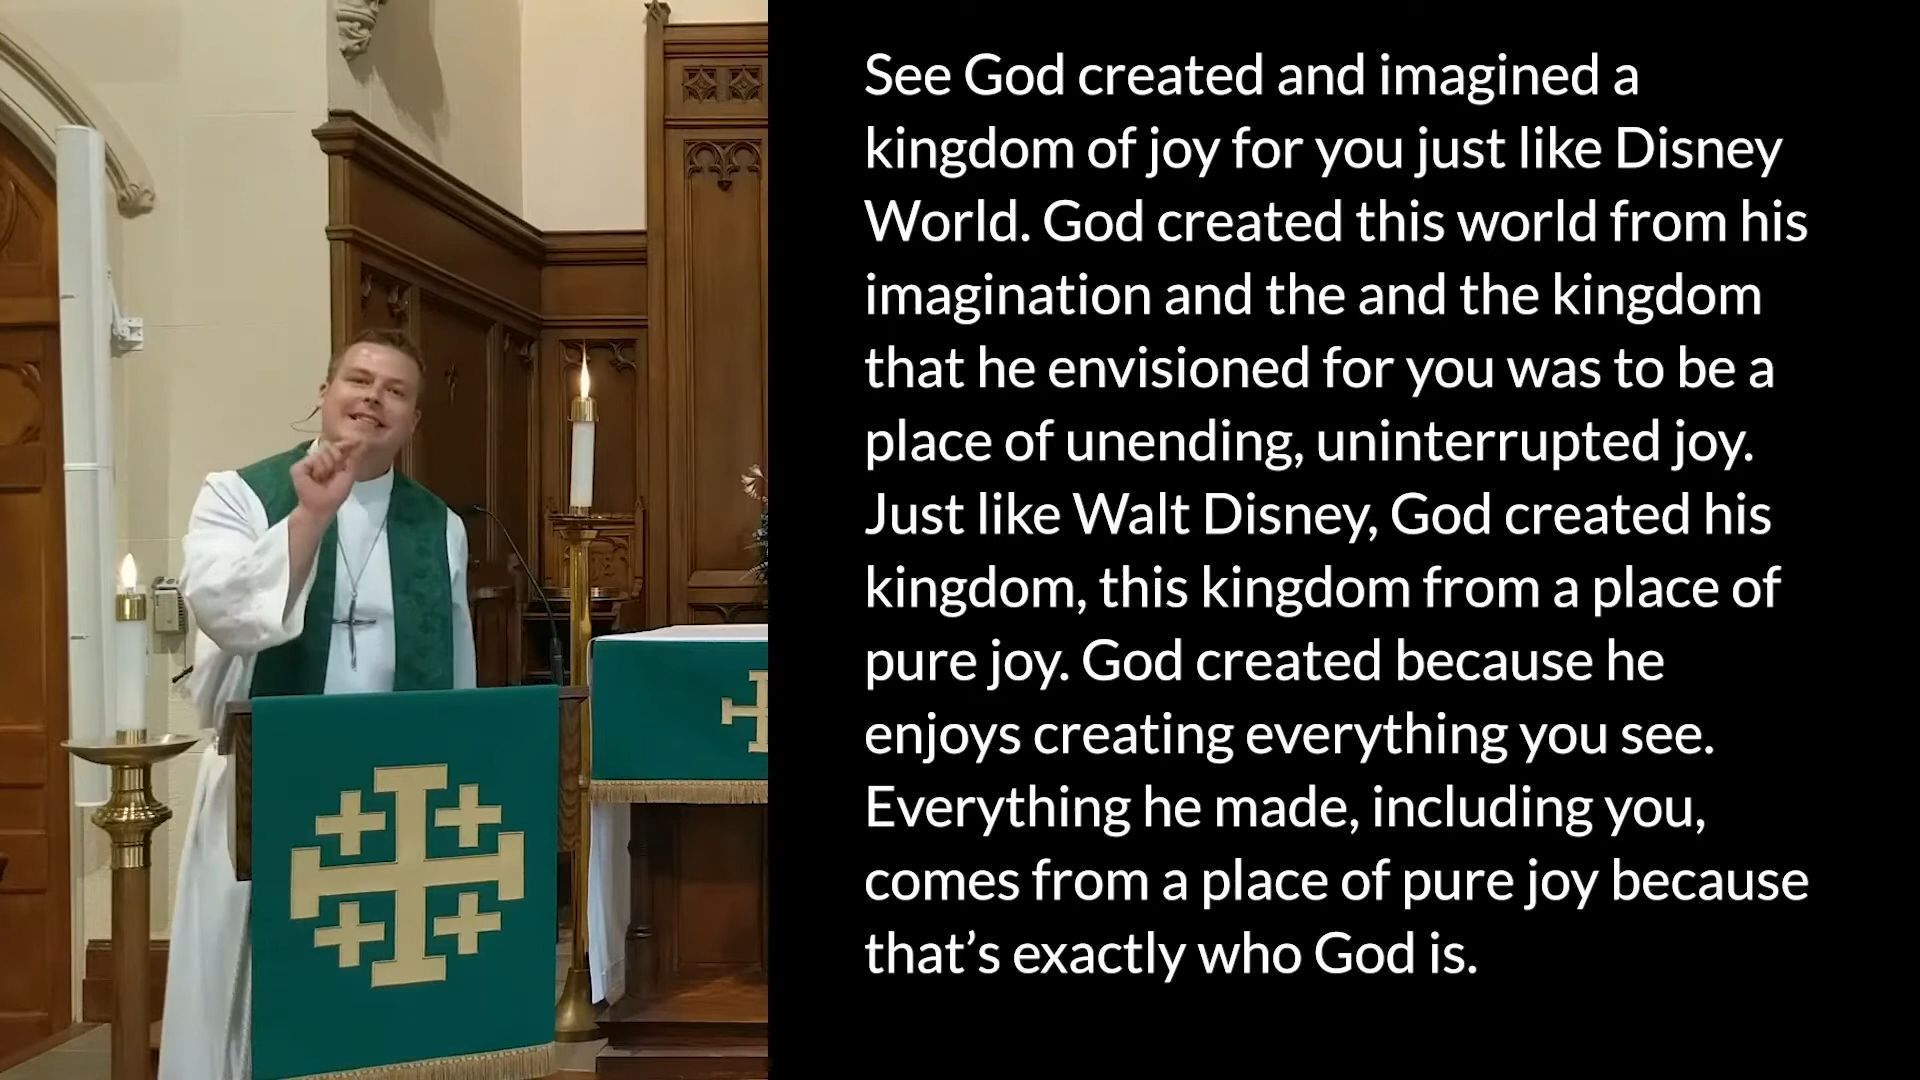 See God created and imagined a
kingdom of joy for you just like Disney
World. God created this world from his
imagination and the and the kingdom
that he envisioned for you was to be a
place of unending, uninterrupted joy.
Just like Walt Disney, God created his
kingdom, this kingdom from a place of
pure joy. God created because he
enjoys creating everything you see.
Everything he made, including you,
comes from a place of pure joy because
that’s exactly who God is.